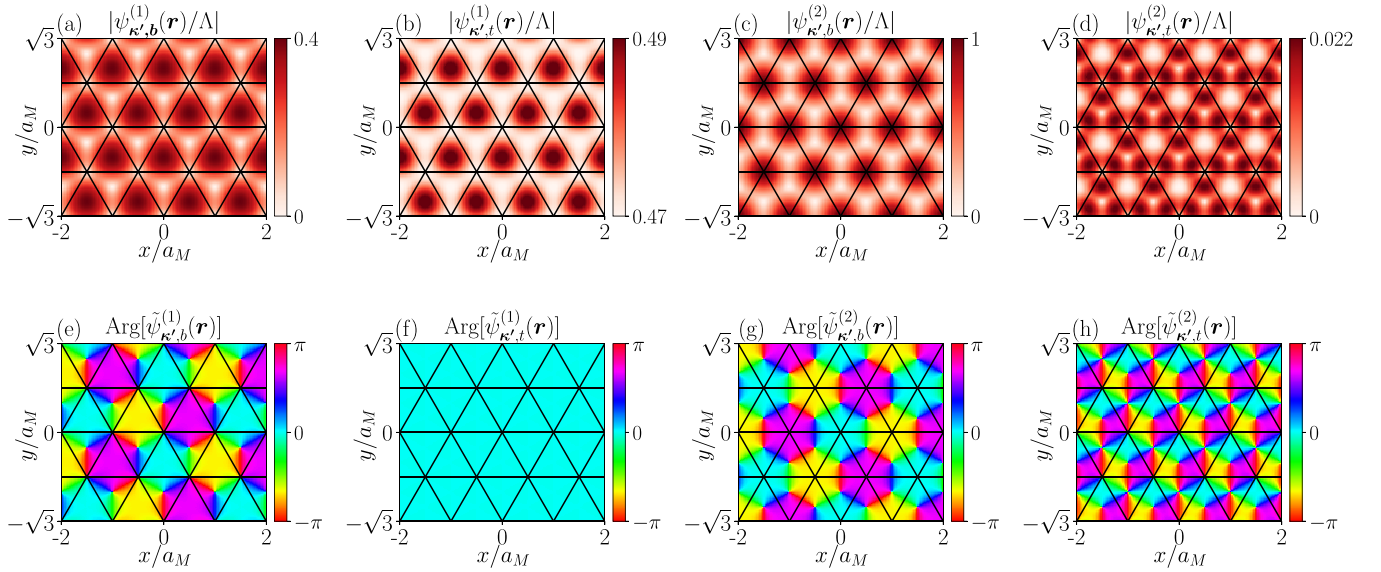 (a) |ψ^{(1)}_{κ′,b}(r)/Λ|
(b) |ψ^{(1)}_{κ′,t}(r)/Λ|
(c) |ψ^{(2)}_{κ′,b}(r)/Λ|
(d) |ψ^{(2)}_{κ′,t}(r)/Λ|
√3 0 −√3
y/a_M
-2 0 2
x/a_M
0.4 0
√3 0 −√3
y/a_M
-2 0 2
x/a_M
0.49 0.47
√3 0 −√3
y/a_M
-2 0 2
x/a_M
1 0
√3 0 −√3
y/a_M
-2 0 2
x/a_M
0.022 0
(e) Arg[ψ̃^{(1)}_{κ′,b}(r)]
(f) Arg[ψ̃^{(1)}_{κ′,t}(r)]
(g) Arg[ψ̃^{(2)}_{κ′,b}(r)]
(h) Arg[ψ̃^{(2)}_{κ′,t}(r)]
√3 0 −√3
y/a_M
-2 0 2
x/a_M
π 0 −π
√3 0 −√3
y/a_M
-2 0 2
x/a_M
π 0 −π
√3 0 −√3
y/a_M
-2 0 2
x/a_M
π 0 −π
√3 0 −√3
y/a_M
-2 0 2
x/a_M
π 0 −π